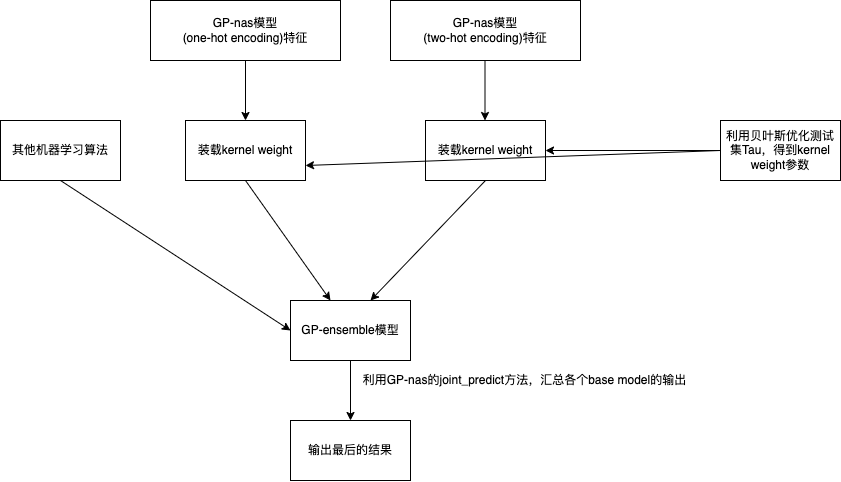 GP-nas模型
(one-hot encoding)特征
GP-nas模型
(two-hot encoding)特征
其他机器学习算法
装载kernel weight
装载kernel weight
利用贝叶斯优化测试
集Tau，得到kernel
weight参数
GP-ensemble模型
利用GP-nas的joint_predict方法，汇总各个base model的输出
输出最后的结果